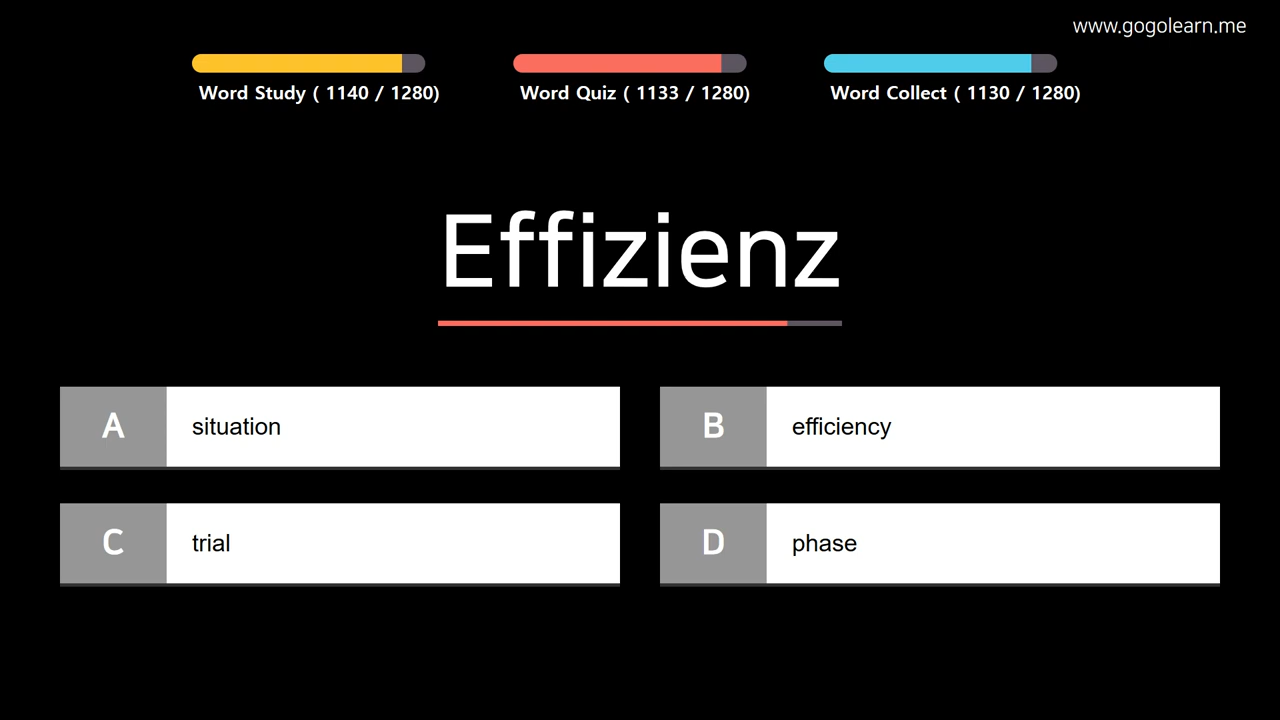 www.gogolearn.me
Word Study ( 1140 / 1280)
Word Quiz ( 1133 / 1280)
Word Collect ( 1130 / 1280)
Effizienz
A situation
B efficiency
C trial
D phase